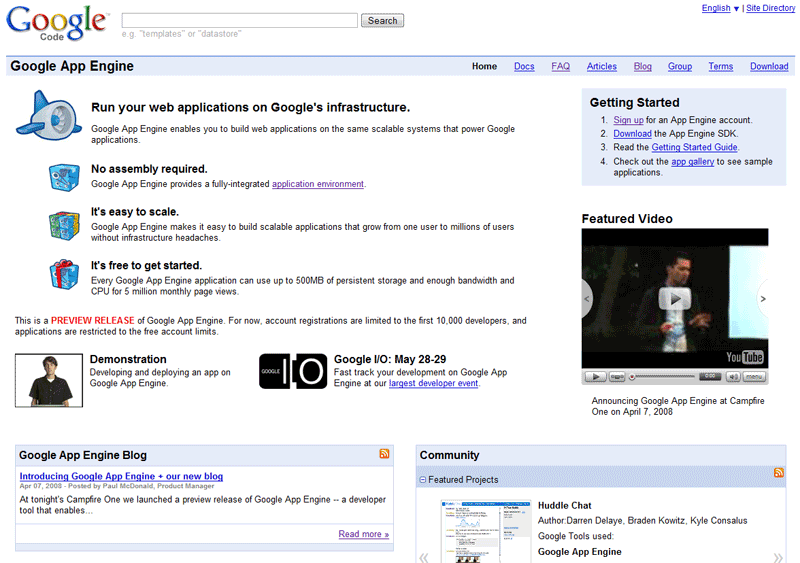 Google
Code
Search
e.g. "templates" or "datastore"
English ▼ | Site Directory
Google App Engine
Home Docs FAQ Articles Blog Group Terms Download
Run your web applications on Google's infrastructure.
Google App Engine enables you to build web applications on the same scalable systems that power Google
applications.
No assembly required.
Google App Engine provides a fully-integrated application environment.
It's easy to scale.
Google App Engine makes it easy to build scalable applications that grow from one user to millions of users
without infrastructure headaches.
It's free to get started.
Every Google App Engine application can use up to 500MB of persistent storage and enough bandwidth and
CPU for 5 million monthly page views.
This is a PREVIEW RELEASE of Google App Engine. For now, account registrations are limited to the first 10,000 developers, and
applications are restricted to the free account limits.
Demonstration
Developing and deploying an app on
Google App Engine.
GOOGLE I/O
Google I/O: May 28-29
Fast track your development on Google App
Engine at our largest developer event.
Getting Started
1. Sign up for an App Engine account.
2. Download the App Engine SDK.
3. Read the Getting Started Guide.
4. Check out the app gallery to see sample
applications.
Featured Video
YouTube
0:00
menu
Announcing Google App Engine at Campfire
One on April 7, 2008
Google App Engine Blog
Introducing Google App Engine + our new blog
Apr 07, 2008 - Posted by Paul McDonald, Product Manager
At tonight's Campfire One we launched a preview release of Google App Engine -- a developer
tool that enables...
Read more »
Community
Featured Projects
Huddle Chat
Author:Darren Delaye, Braden Kowitz, Kyle Consalus
Google Tools used:
Google App Engine